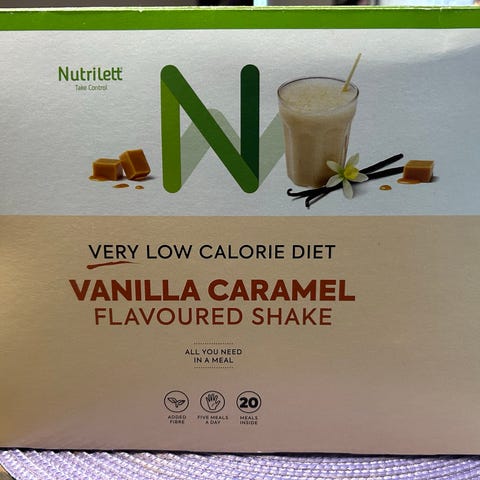 Nutrilett
Take Control
N
VERY LOW CALORIE DIET
VANILLA CARAMEL
FLAVOURED SHAKE
ALL YOU NEED
IN A MEAL
20
ADDED
FIBRE
FIVE MEALS
A DAY
MEALS
INSIDE